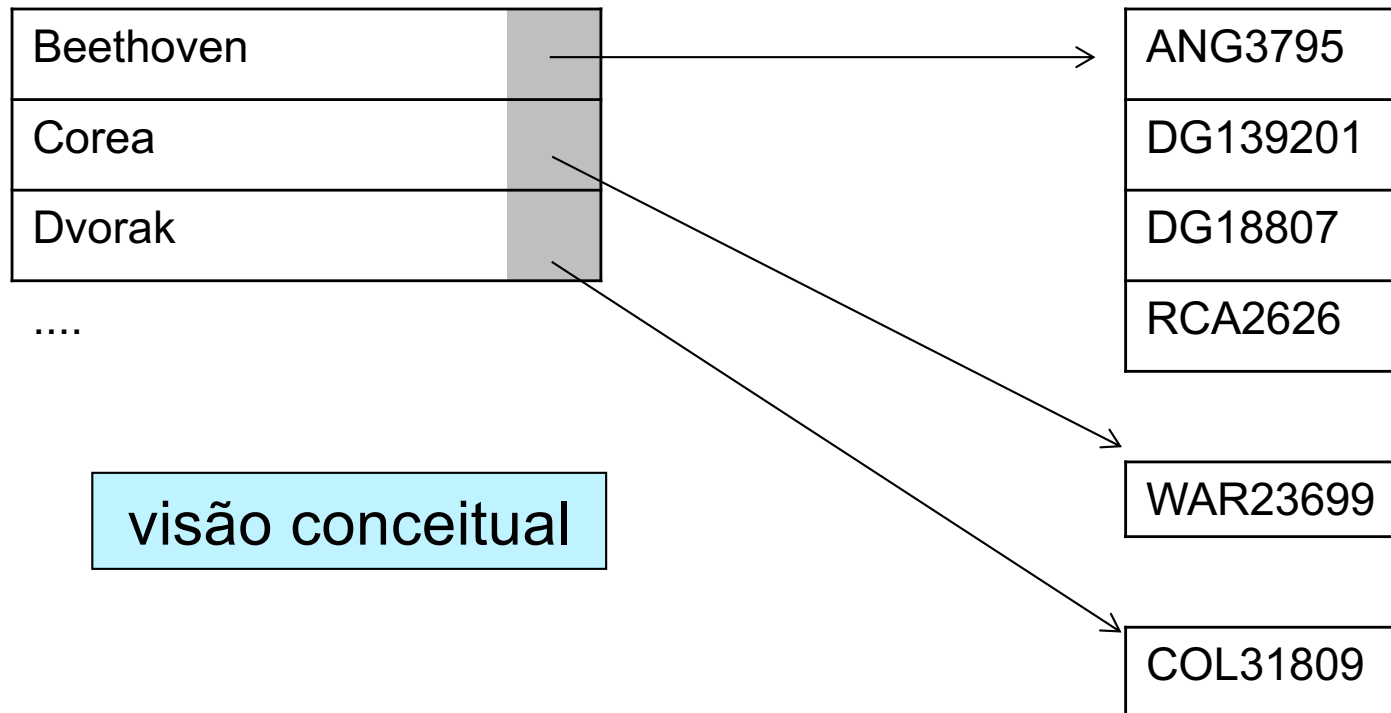 Beethoven
Corea
Dvorak
....
visão conceitual
ANG3795
DG139201
DG18807
RCA2626
WAR23699
COL31809